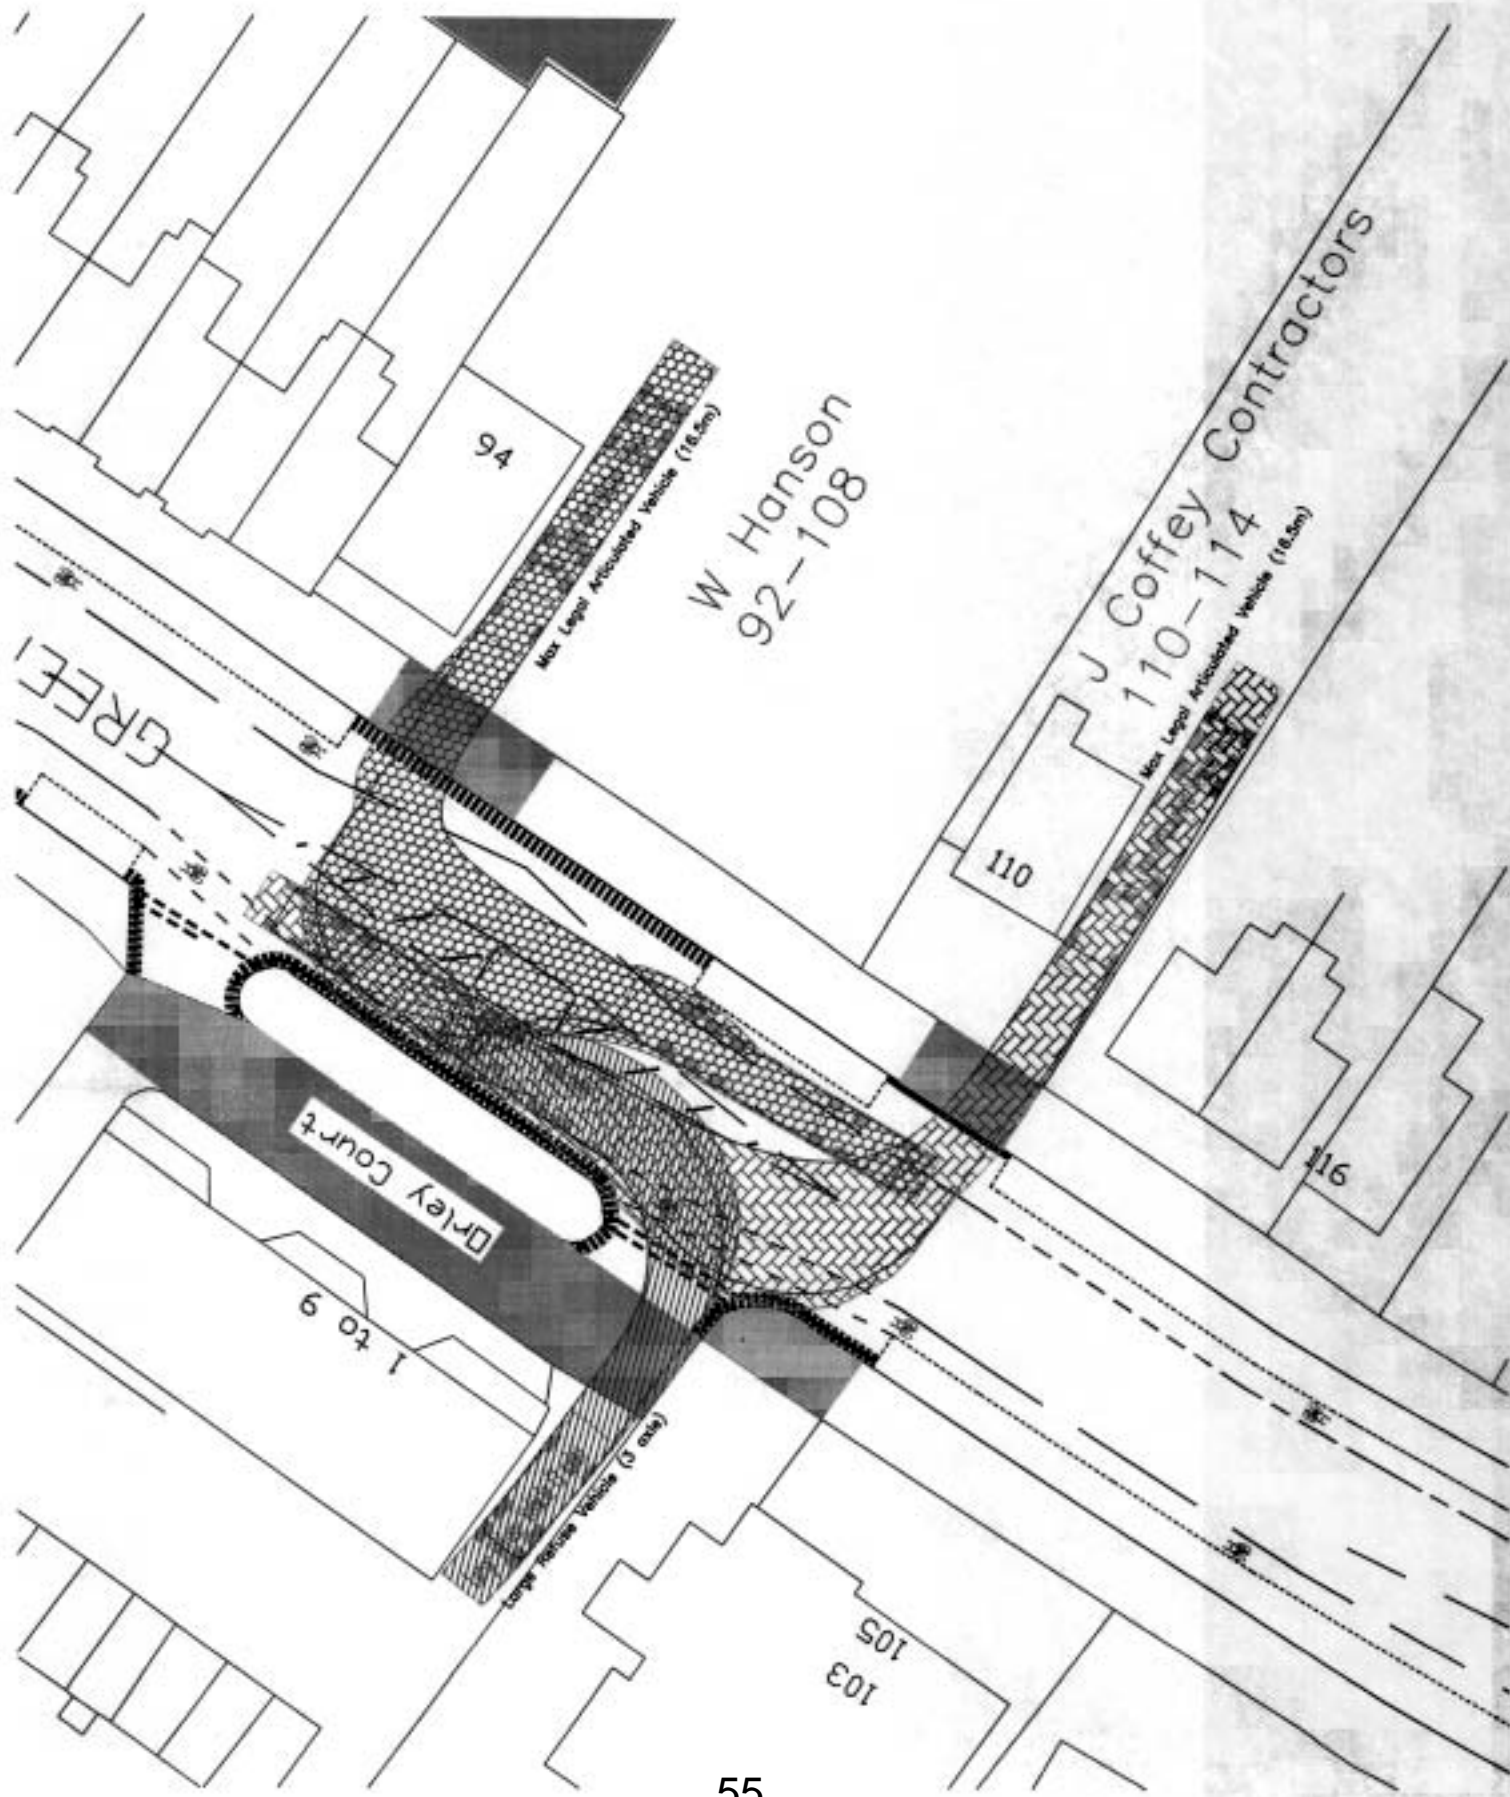 94
Max Legal Articulated Vehicle (16.5m)
W Hanson
92-108
J Coffey Contractors
110-114
Max Legal Articulated Vehicle (16.5m)
GREE
110
116
Orley Court
1 to 9
Large Refuse Vehicle (3 axle)
105
103
55